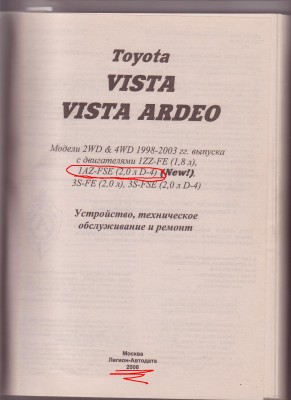 Toyota
VISTA
VISTA ARDEO
Модели 2WD & 4WD 1998-2003 гг. выпуска
с двигателями 1ZZ-FE (1,8 л),
1AZ-FSE (2,0 л D-4) (New!),
3S-FE (2,0 л), 3S-FSE (2,0 л D-4)
Устройство, техническое
обслуживание и ремонт
Москва
Легион-Автодата
2008